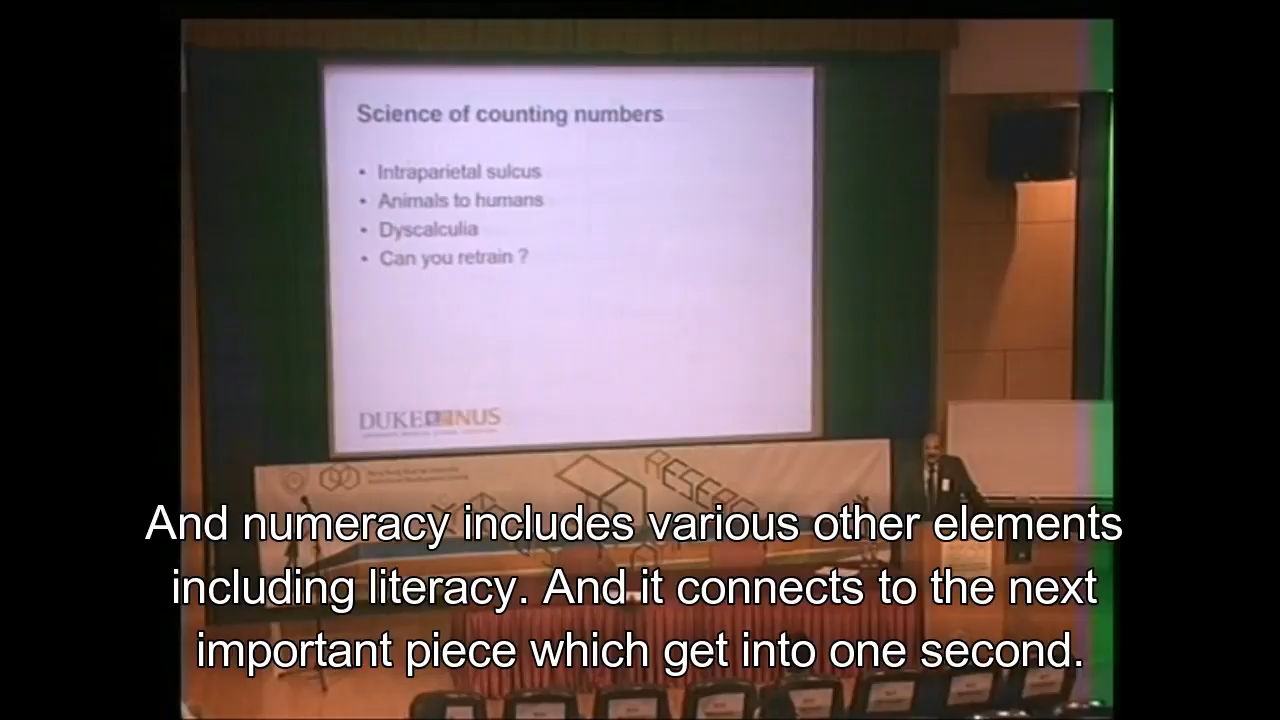 Science of counting numbers
• Intraparietal sulcus
• Animals to humans
• Dyscalculia
• Can you retrain ?
DUKE NUS
RESEARC
And numeracy includes various other elements
including literacy. And it connects to the next
important piece which get into one second.